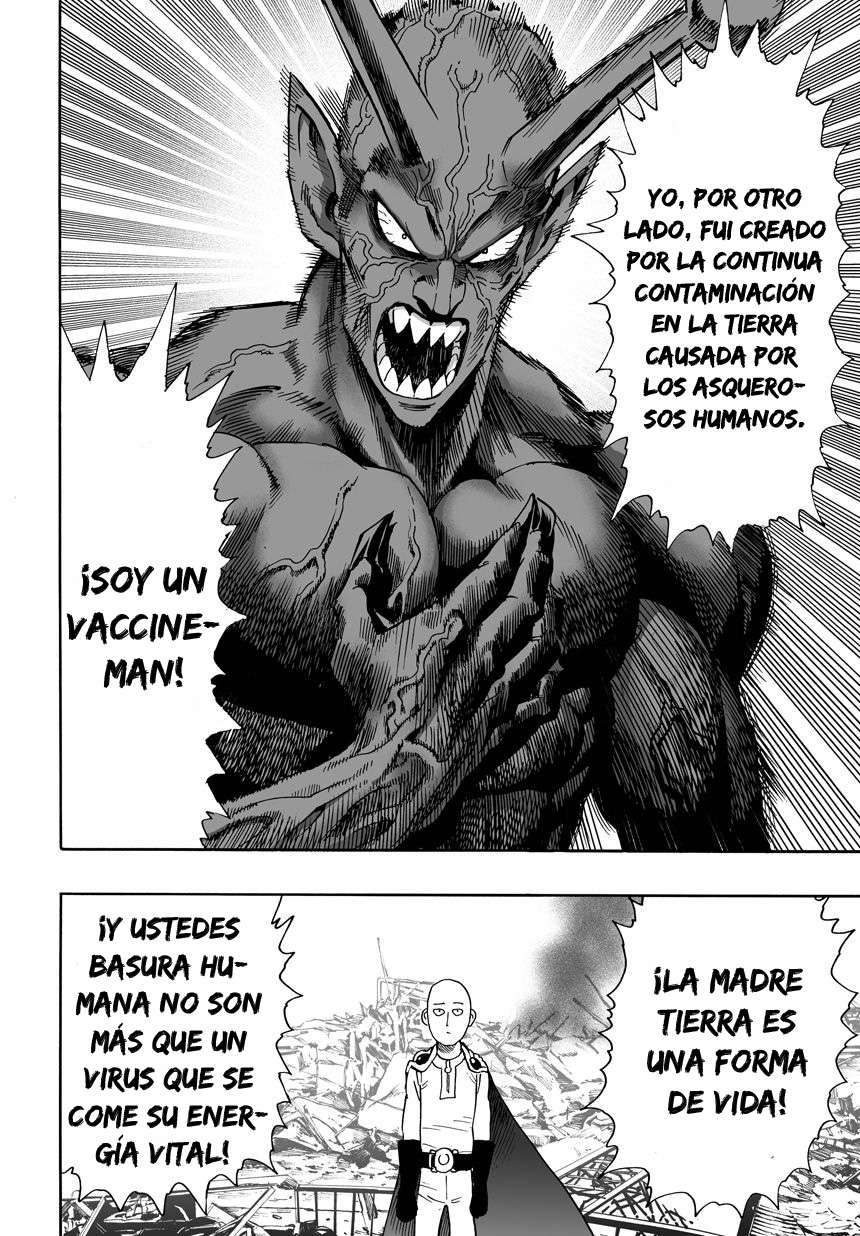 YO, POR OTRO
LADO, FUI CREADO
POR LA CONTINUA
CONTAMINACIÓN
EN LA TIERRA
CAUSADA POR
LOS ASQUERO-
SOS HUMANOS.
¡SOY UN
VACCINE-
MAN!
¡LA MADRE
TIERRA ES
UNA FORMA
DE VIDA!
¡Y USTEDES
BASURA HU-
MANA NO SON
MÁS QUE UN
VIRUS QUE SE
COME SU ENER-
GÍA VITAL!